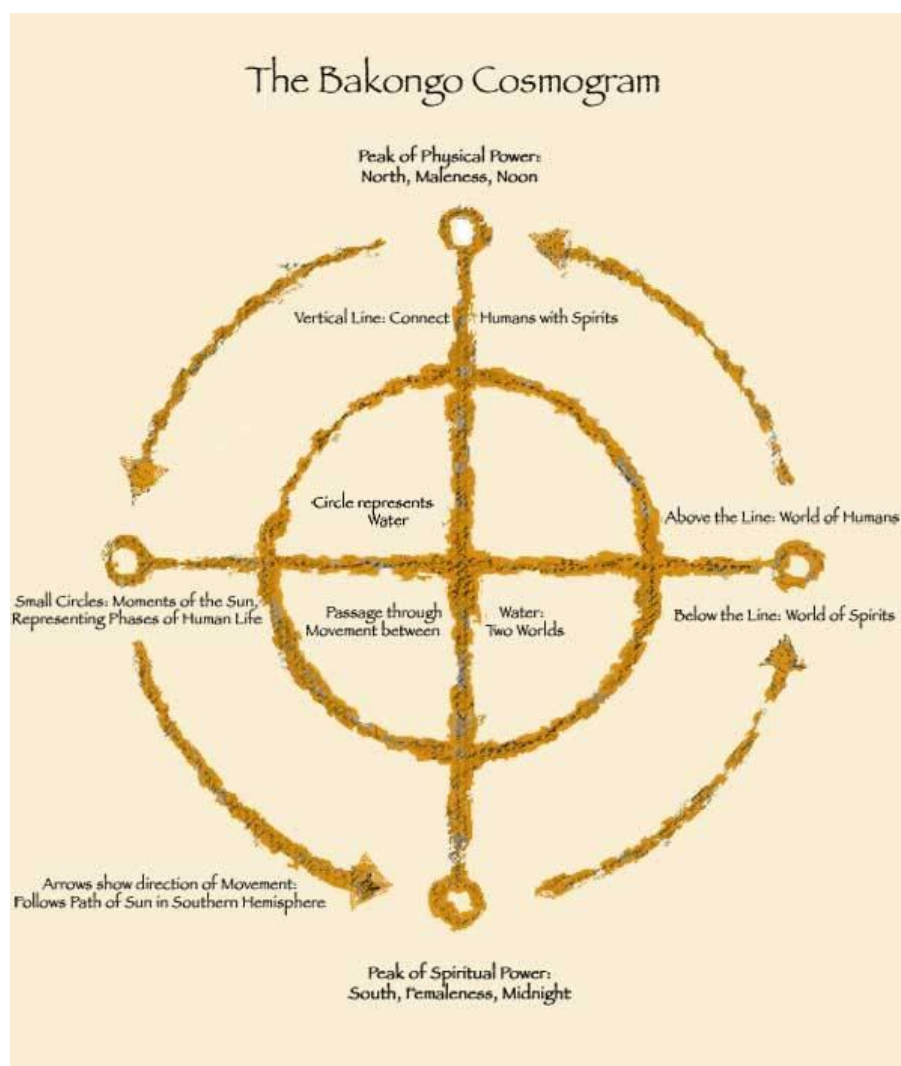 The Bakongo Cosmogram
Peak of Physical Power:
North, Maleness, Noon
Vertical Line: Connect Humans with Spirits
Circle represents
Water
Above the Line: World of Humans
Small Circles: Moments of the Sun,
Representing Phases of Human Life
Passage through Water:
Movement between Two Worlds
Below the Line: World of Spirits
Arrows show direction of Movement:
Follows Path of Sun in Southern Hemisphere
Peak of Spiritual Power:
South, Femaleness, Midnight